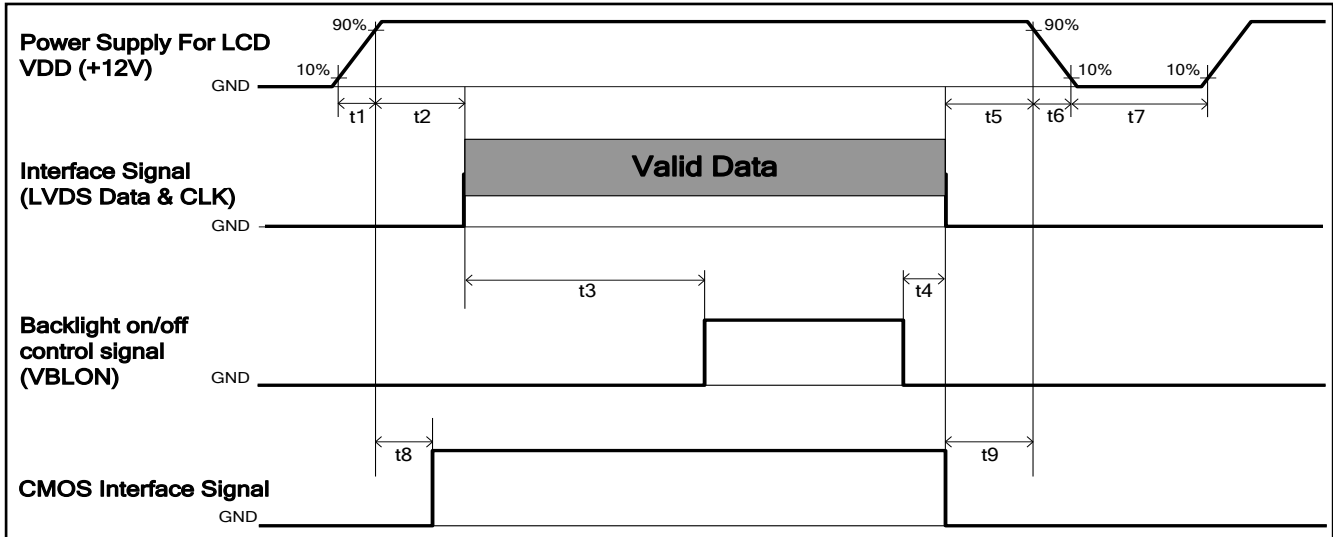 90%
90%
Power Supply For LCD
VDD (+12V)
10%
10%
10%
GND
t1
t2
t5
t6
t7
Valid Data
Interface Signal
(LVDS Data & CLK)
GND
t3
t4
Backlight on/off
control signal
(VBLON)
GND
t8
t9
CMOS Interface Signal
GND